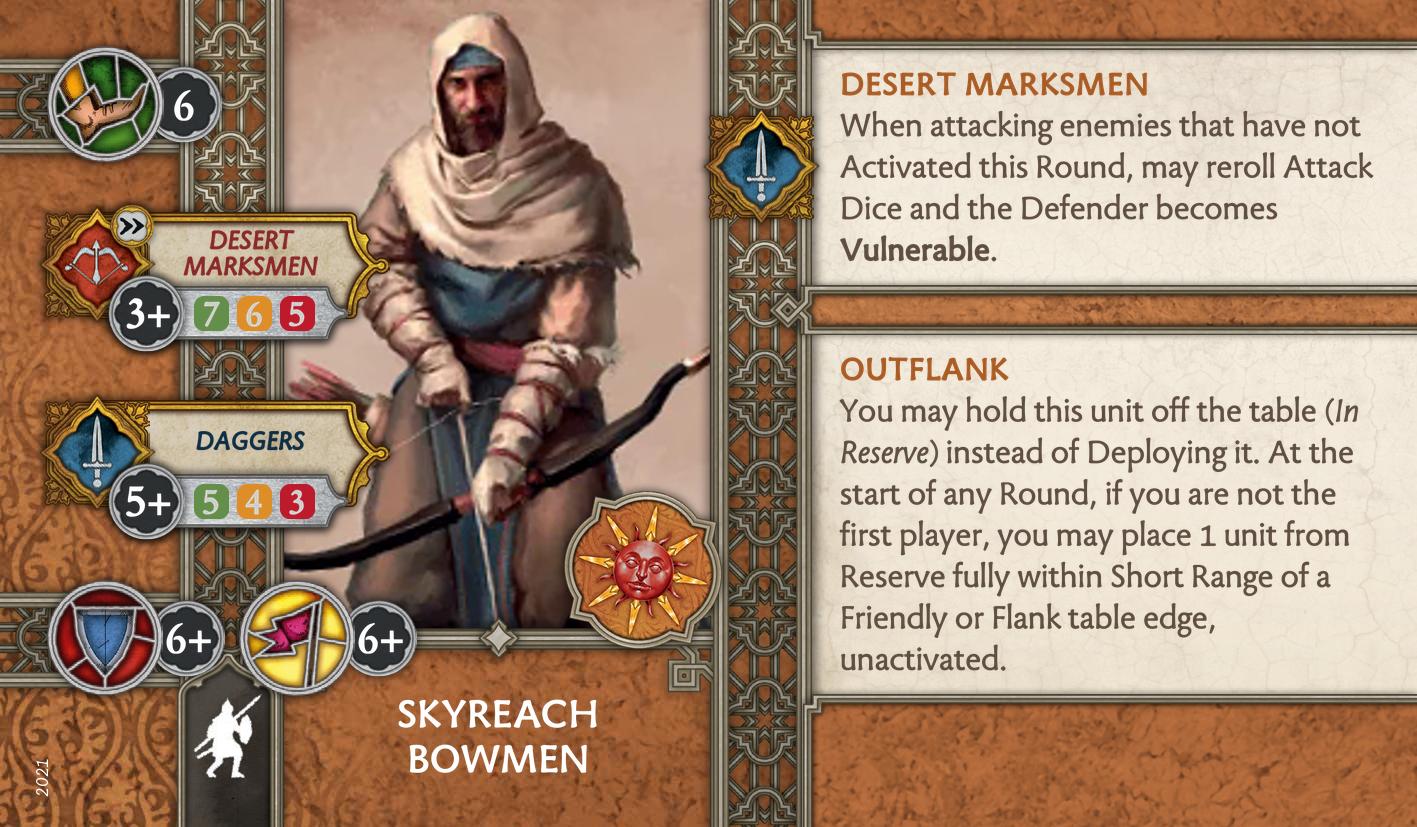 6
DESERT
MARKSMEN
3+
7 6 5
DAGGERS
5+
5 4 3
6+
6+
SKYREACH
BOWMEN
2021
DESERT MARKSMEN
When attacking enemies that have not
Activated this Round, may reroll Attack
Dice and the Defender becomes
Vulnerable.
OUTFLANK
You may hold this unit off the table (In
Reserve) instead of Deploying it. At the
start of any Round, if you are not the
first player, you may place 1 unit from
Reserve fully within Short Range of a
Friendly or Flank table edge,
unactivated.